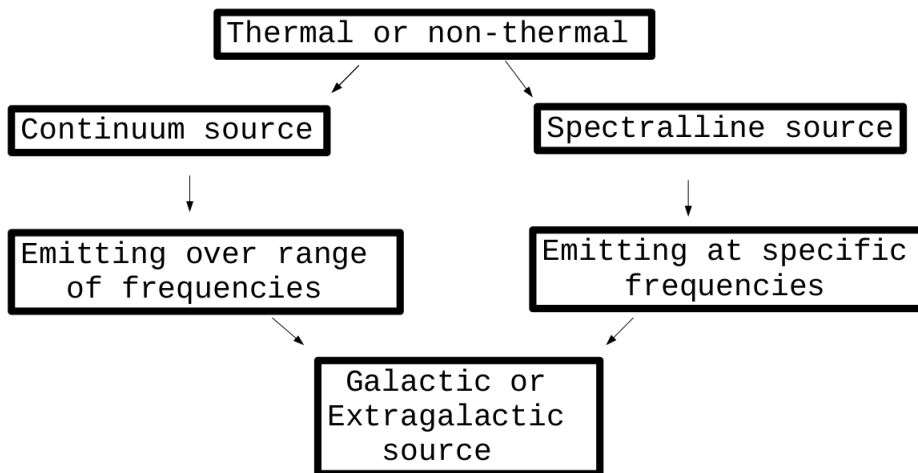 Thermal or non-thermal
Continuum source
Spectralline source
Emitting over range
of frequencies
Emitting at specific
frequencies
Galactic or
Extragalactic
source